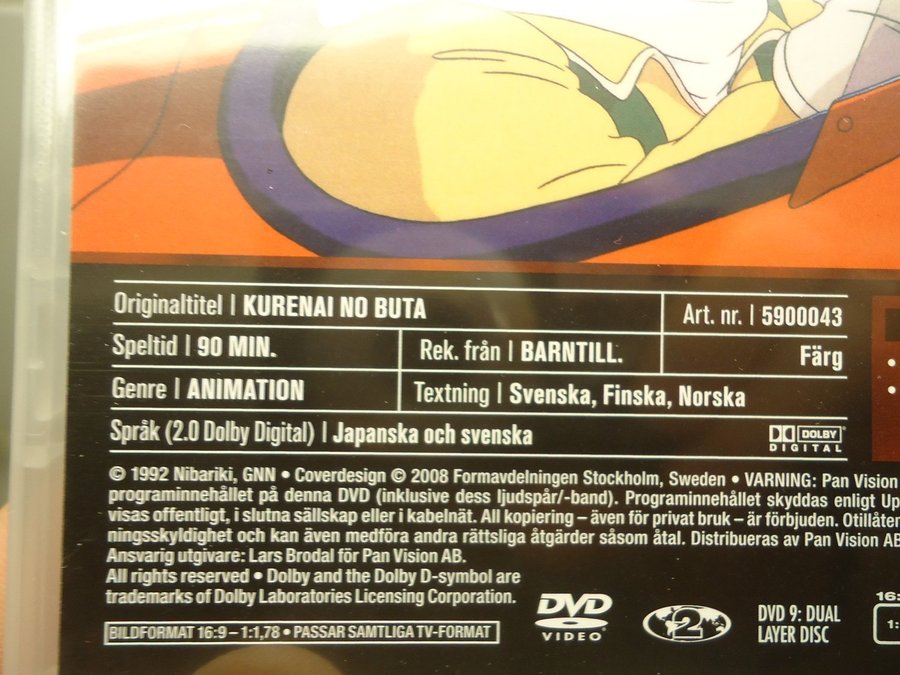 Originaltitel | KURENAI NO BUTA
Art. nr. | 5900043
Speltid | 90 MIN.
Rek. från | BARNTILL.
Färg
Genre | ANIMATION
Textning | Svenska, Finska, Norska
Språk (2.0 Dolby Digital) | Japanska och svenska
DOLBY
DIGITAL
© 1992 Nibariki, GNN • Coverdesign © 2008 Formavdelningen Stockholm, Sweden • VARNING: Pan Vision
programinnehållet på denna DVD (inklusive dess ljudspår/-band). Programinnehållet skyddas enligt Up
visas offentligt, i slutna sällskap eller i kabelnät. All kopiering – även för privat bruk – är förbjuden. Otillåten
ningsskyldighet och kan även medföra andra rättsliga åtgärder såsom åtal. Distribueras av Pan Vision AB
Ansvarig utgivare: Lars Brodal för Pan Vision AB.
All rights reserved • Dolby and the Dolby D-symbol are
trademarks of Dolby Laboratories Licensing Corporation.
BILDFORMAT 16:9 – 1:1,78 • PASSAR SAMTLIGA TV-FORMAT
DVD
VIDEO
2
DVD 9: DUAL
LAYER DISC
16:
1: